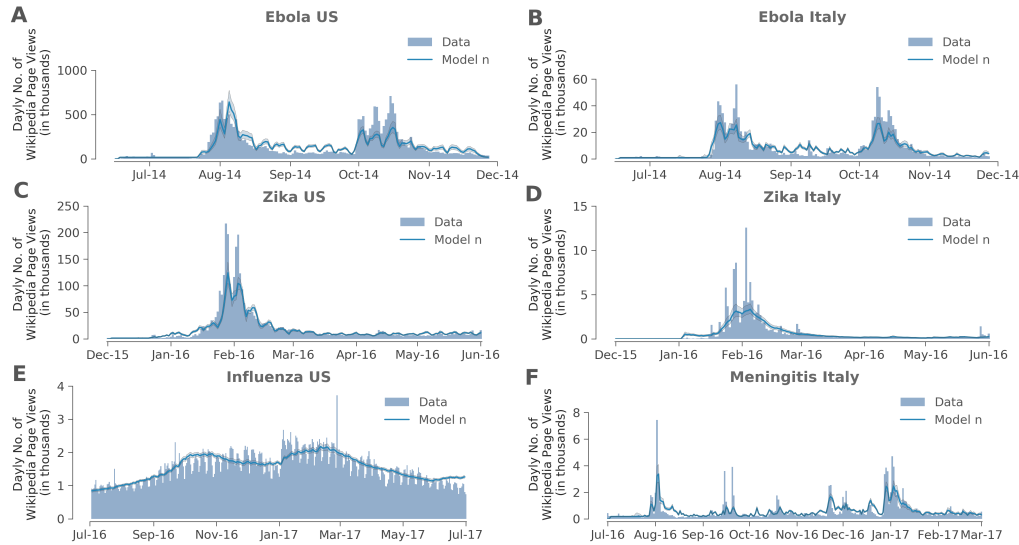 A
Ebola US
Dayly No. of
Wikipedia Page Views
(in thousands)
Data
Model n
1000
500
0
Jul-14
Aug-14
Sep-14
Oct-14
Nov-14
Dec-14
B
Ebola Italy
Dayly No. of
Wikipedia Page Views
(in thousands)
Data
Model n
60
40
20
0
Jul-14
Aug-14
Sep-14
Oct-14
Nov-14
Dec-14
C
Zika US
Dayly No. of
Wikipedia Page Views
(in thousands)
Data
Model n
250
200
150
100
50
0
Dec-15
Jan-16
Feb-16
Mar-16
Apr-16
May-16
Jun-16
D
Zika Italy
Dayly No. of
Wikipedia Page Views
(in thousands)
Data
Model n
15
10
5
0
Dec-15
Jan-16
Feb-16
Mar-16
Apr-16
May-16
Jun-16
E
Influenza US
Dayly No. of
Wikipedia Page Views
(in thousands)
Data
Model n
4
3
2
1
0
Jul-16
Sep-16
Nov-16
Jan-17
Mar-17
May-17
Jul-17
F
Meningitis Italy
Dayly No. of
Wikipedia Page Views
(in thousands)
Data
Model n
8
6
4
2
0
Jul-16
Aug-16
Sep-16
Oct-16
Nov-16
Dec-16
Jan-17
Feb-17
Mar-17